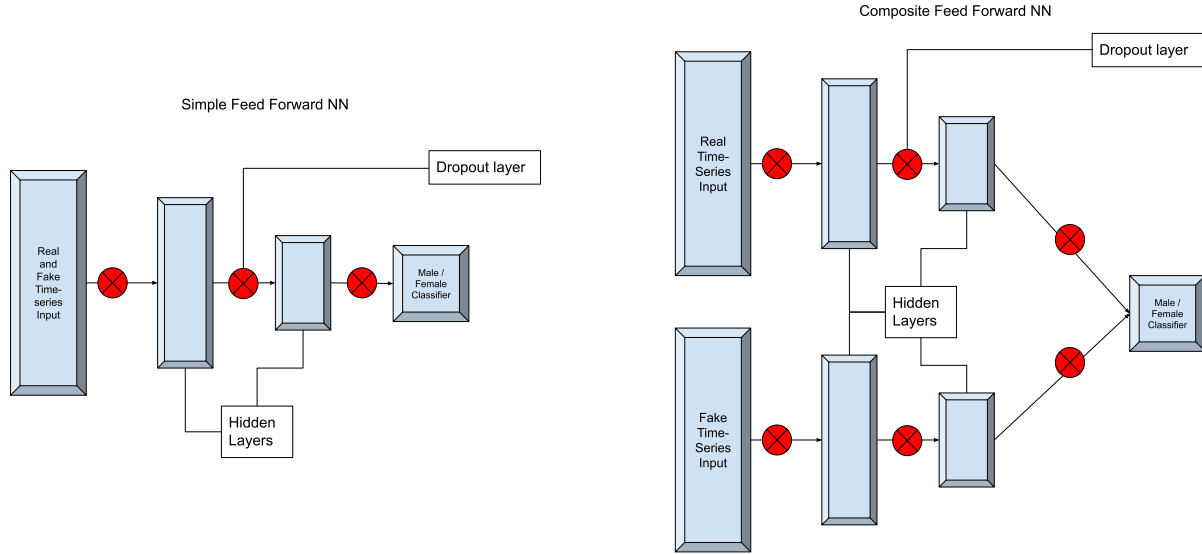 Simple Feed Forward NN
Dropout layer
Real
and
Fake
Time-
series
Input
Male /
Female
Classifier
Hidden
Layers
Composite Feed Forward NN
Dropout layer
Real
Time-
Series
Input
Hidden
Layers
Male /
Female
Classifier
Fake
Time-
Series
Input